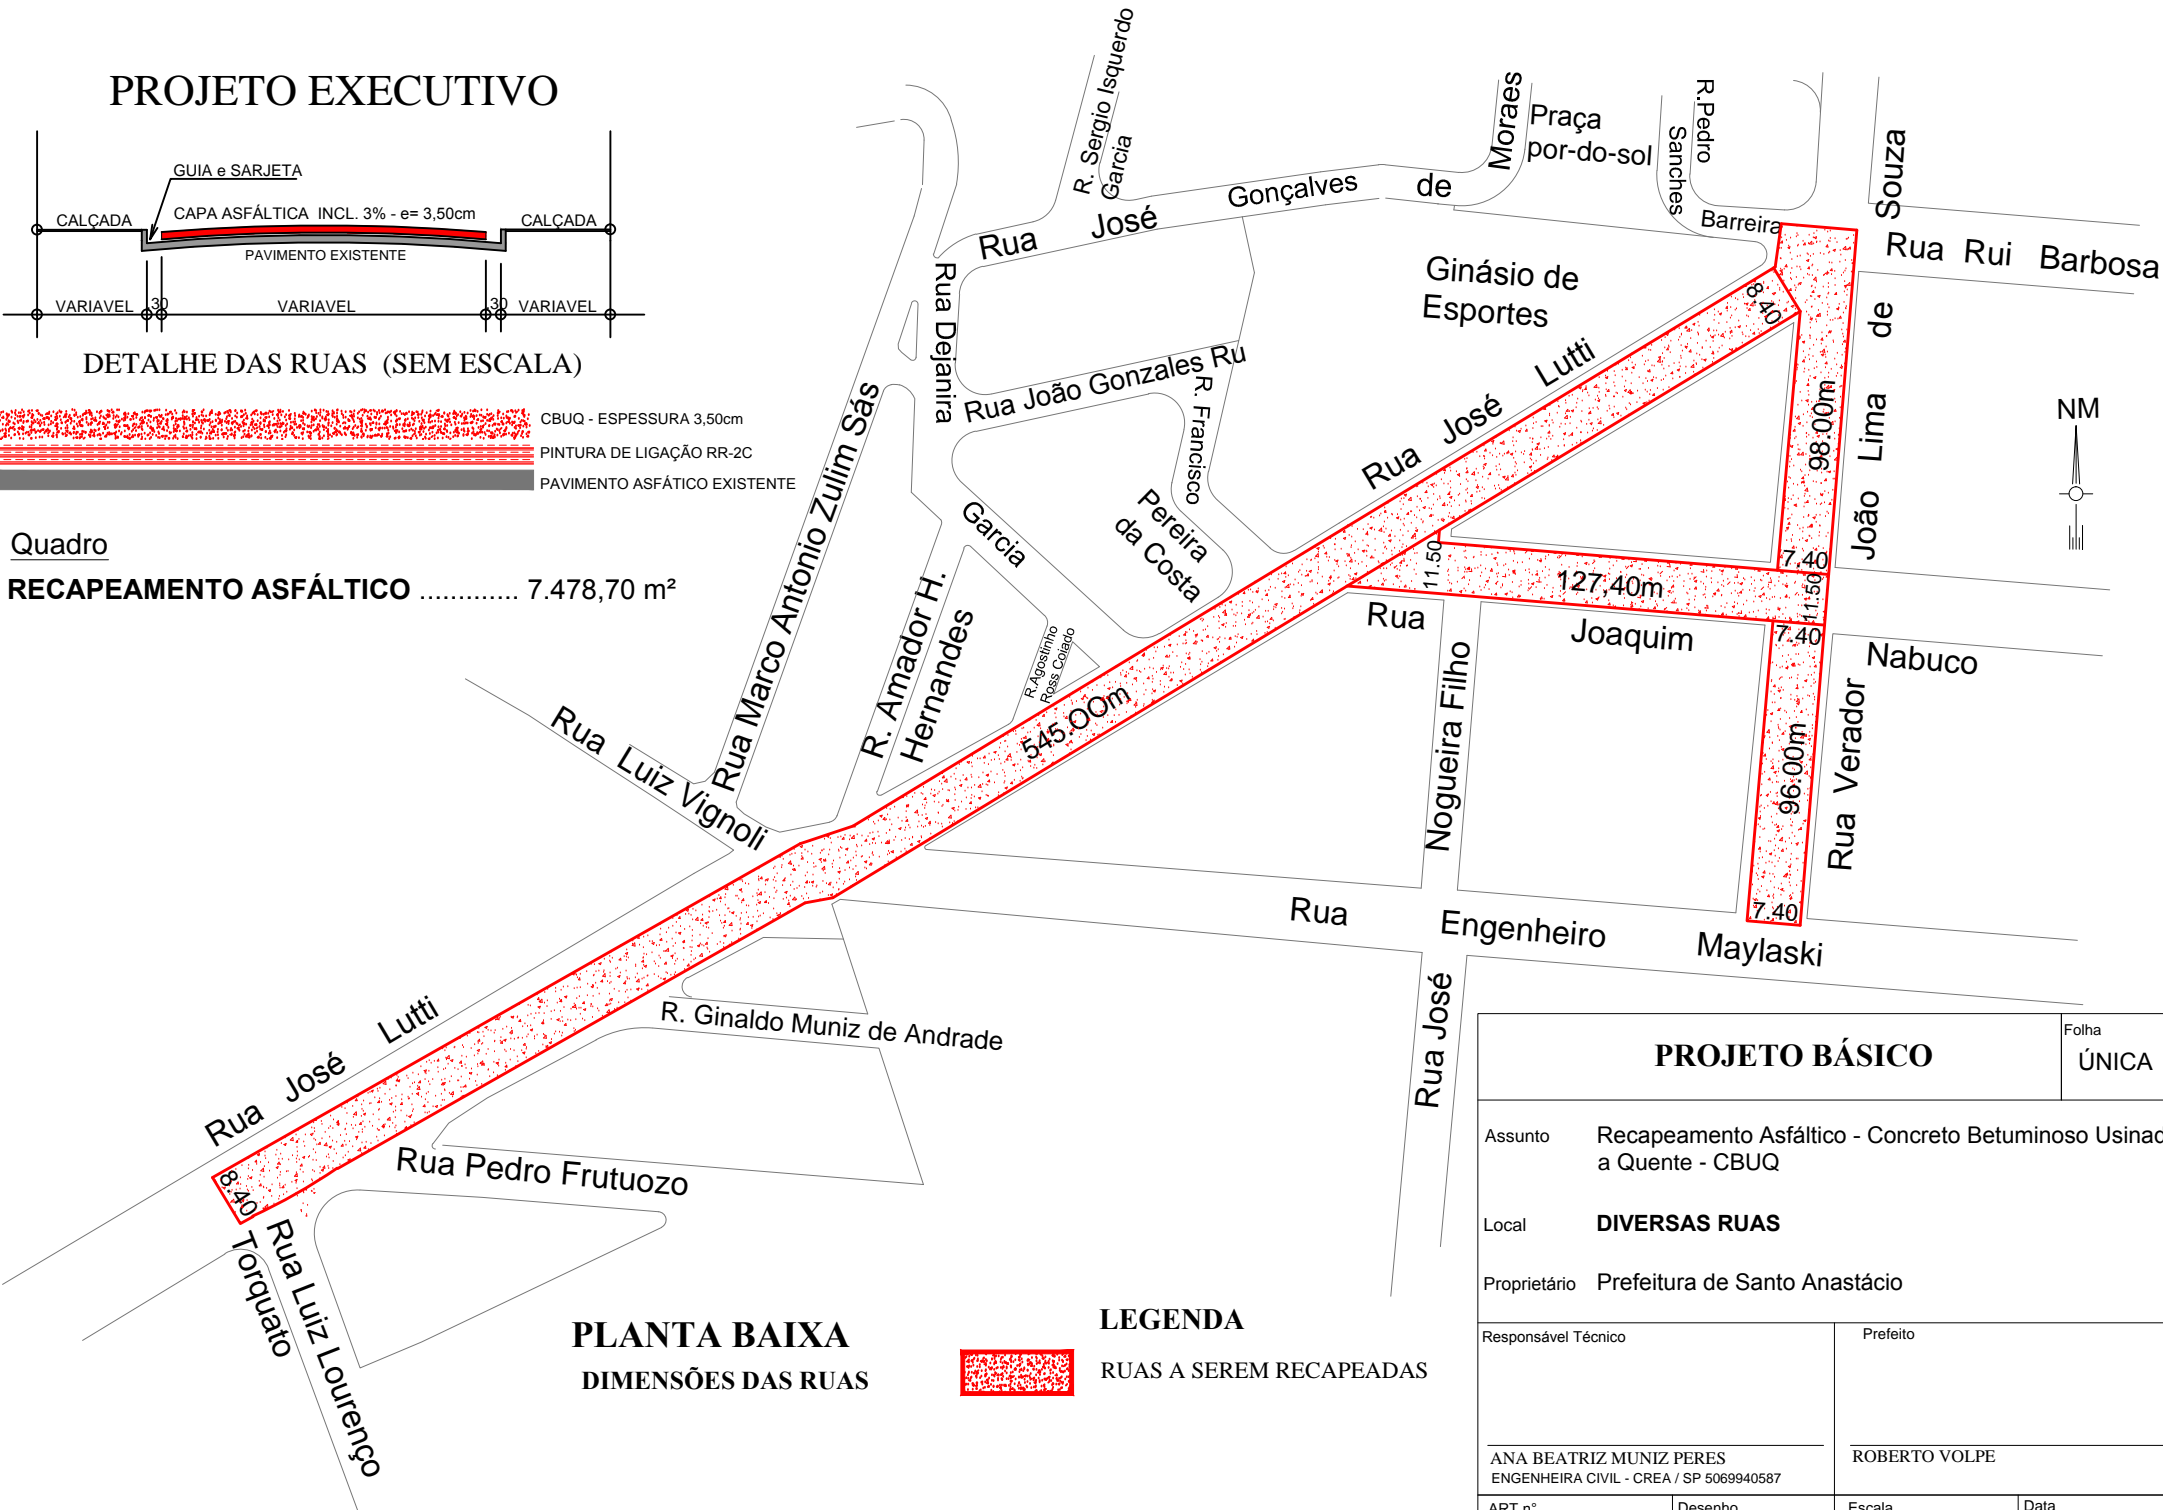 PROJETO EXECUTIVO
GUIA e SARJETA
CALÇADA
CAPA ASFÁLTICA INCL. 3% - e= 3,50cm
CALÇADA
PAVIMENTO EXISTENTE
VARIAVEL
.30
VARIAVEL
.30
VARIAVEL
DETALHE DAS RUAS (SEM ESCALA)
CBUQ - ESPESSURA 3,50cm
PINTURA DE LIGAÇÃO RR-2C
PAVIMENTO ASFÁTICO EXISTENTE
Quadro
RECAPEAMENTO ASFÁLTICO ............. 7.478,70 m²
R. Sergio Isquerdo
Garcia
Rua José Gonçalves de
Moraes
Praça
por-do-sol
R.Pedro
Sanches
Barreira
Souza
Rua Rui Barbosa
Ginásio de
Esportes
Rua Dejanira
Rua João Gonzales Ru
R. Francisco
Pereira
da Costa
Garcia
Rua José Lutti
8.40
98.00m
João Lima de
NM
Rua Marco Antonio Zulim Sás
R. Amador H.
Hernandes
R.Agostinho
Ross Coiado
545.OOm
11.50
127,40m
7.40
11.50
7.40
Rua Joaquim Nabuco
Nogueira Filho
96.00m
Rua Verador
7.40
Rua Luiz Vignoli
Rua Engenheiro Maylaski
Rua José
R. Ginaldo Muniz de Andrade
Rua José Lutti
8.40
Rua Pedro Frutuozo
Rua Luiz Lourenço
Torquato
PLANTA BAIXA
DIMENSÕES DAS RUAS
LEGENDA
RUAS A SEREM RECAPEADAS
PROJETO BÁSICO
Folha
ÚNICA
Assunto
Recapeamento Asfáltico - Concreto Betuminoso Usinad
a Quente - CBUQ
Local
DIVERSAS RUAS
Proprietário
Prefeitura de Santo Anastácio
Responsável Técnico
Prefeito
ANA BEATRIZ MUNIZ PERES
ENGENHEIRA CIVIL - CREA / SP 5069940587
ROBERTO VOLPE
ART n°
Desenho
Escala
Data